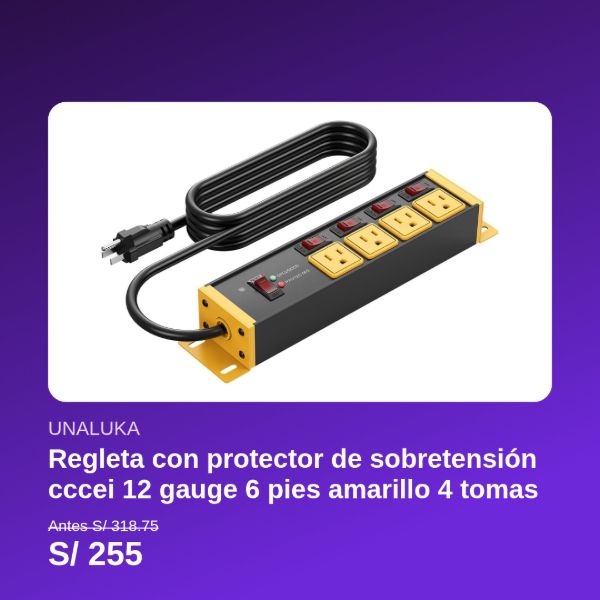 UNALUKA
Regleta con protector de sobretensión
cccei 12 gauge 6 pies amarillo 4 tomas
Antes S/ 318.75
S/ 255